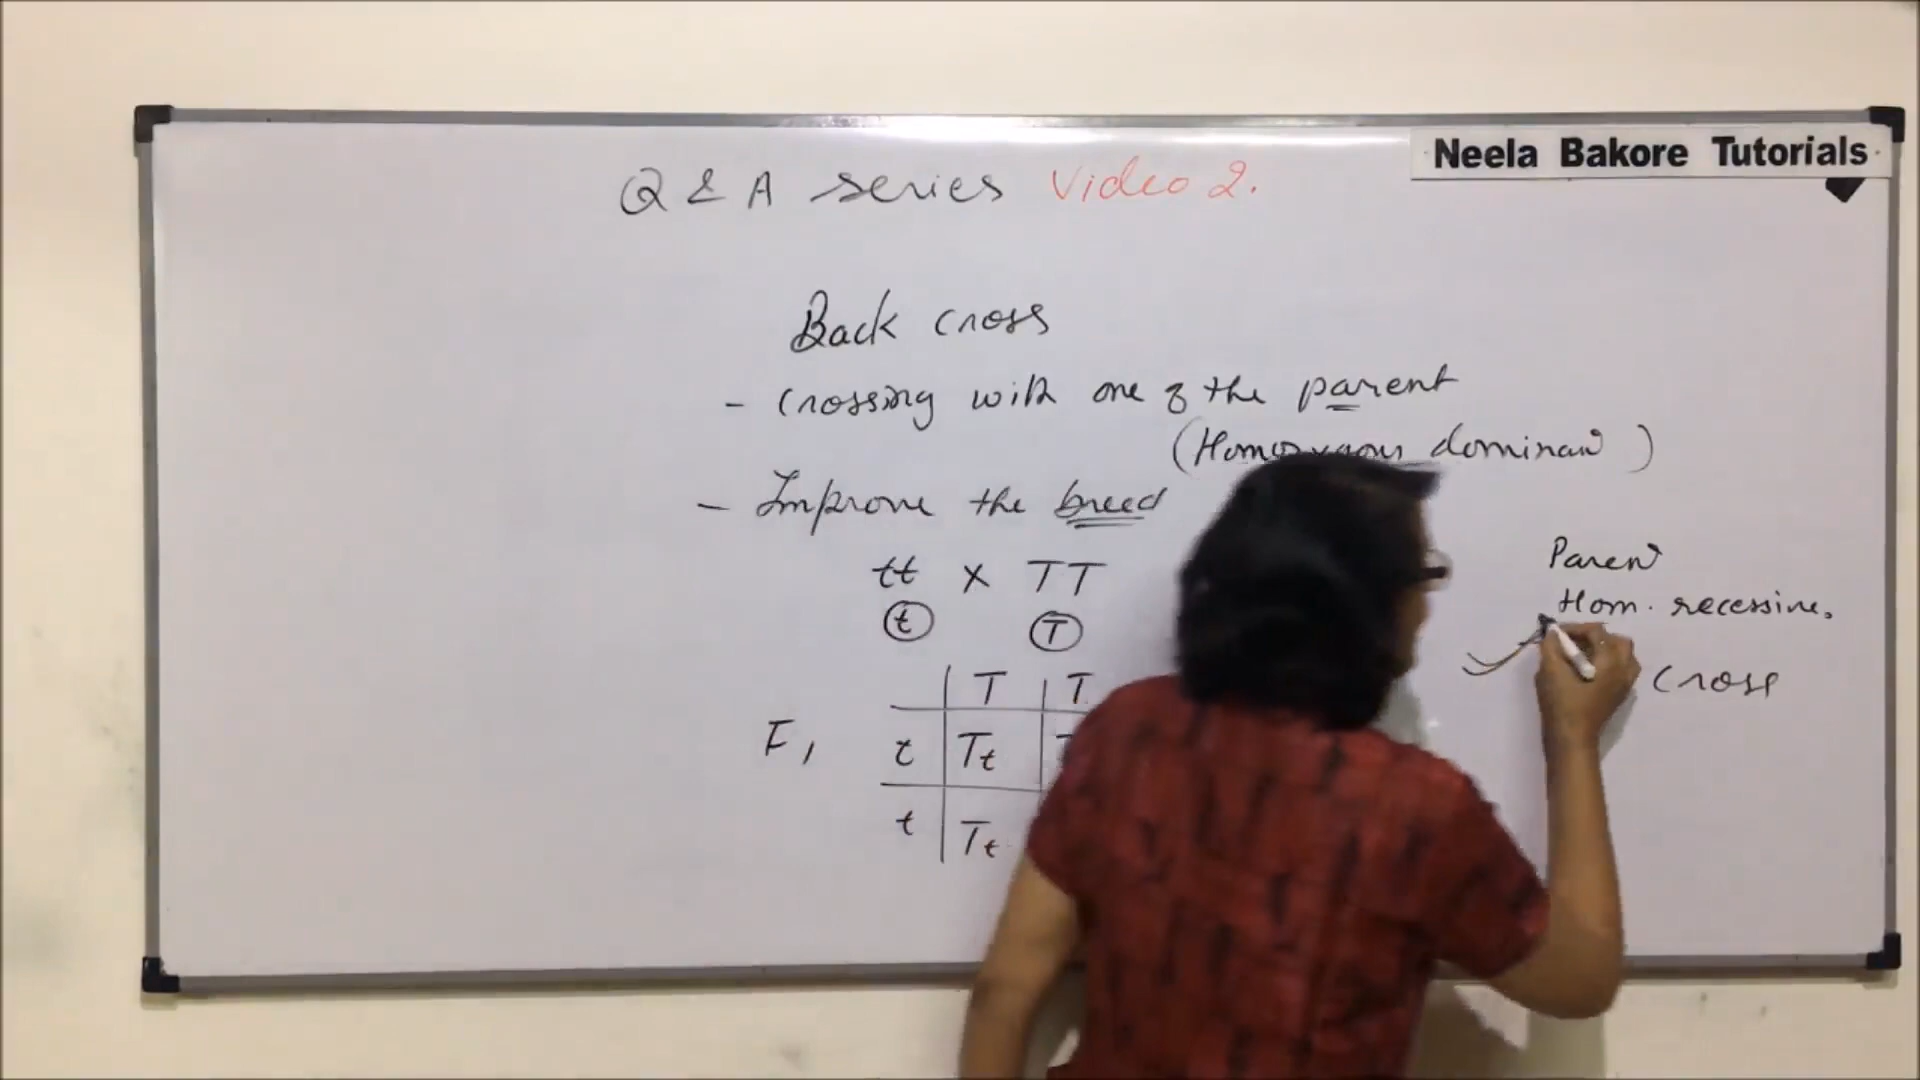 Neela Bakore Tutorials
Q & A series Video 2.
Back cross
- Crossing with one of the parent
(Homozygous dominant)
- Improve the breed
tt x TT
t T
Parent
Hom. recessive.
Cross
T T
F1 t Tt
t Tt